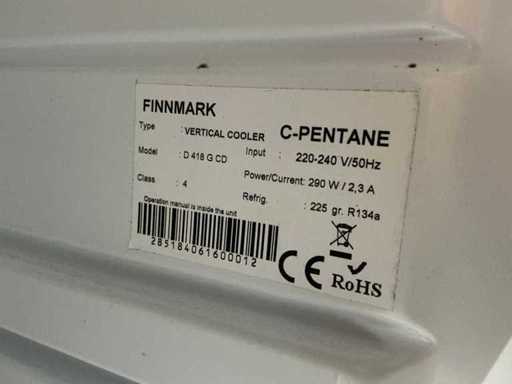 FINNMARK
C-PENTANE
Type : VERTICAL COOLER Input : 220-240 V/50Hz
Model : D 418 G CD Power/Current: 290 W / 2,3 A
Class : 4 Refrig. : 225 gr. R134a
Operation manual is inside the unit
285184061600012
CE RoHS